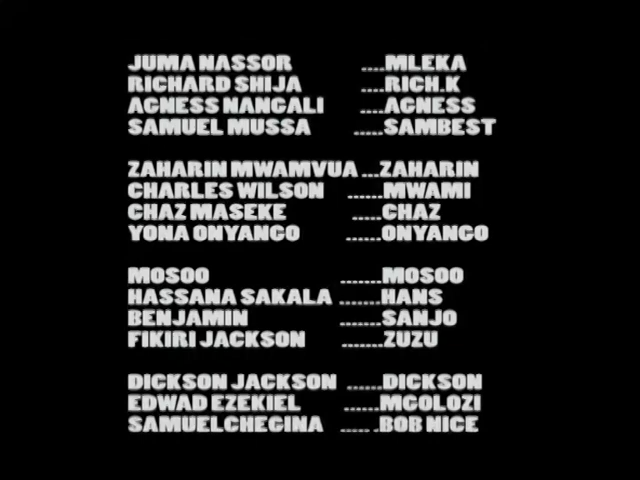 JUMA NASSOR ....MLEKA
RICHARD SHIJA ....RICH.K
AGNESS NANGALI ....AGNESS
SAMUEL MUSSA .....SAMBEST
ZAHARIN MWAMVUA ...ZAHARIN
CHARLES WILSON ......MWAMI
CHAZ MASEKE .....CHAZ
YONA ONYANGO ......ONYANGO
MOSOO .......MOSOO
HASSANA SAKALA .......HANS
BENJAMIN .......SANJO
FIKIRI JACKSON .......ZUZU
DICKSON JACKSON ......DICKSON
EDWAD EZEKIEL ......MGOLOZI
SAMUELCHEGINA ..... .BOB NICE